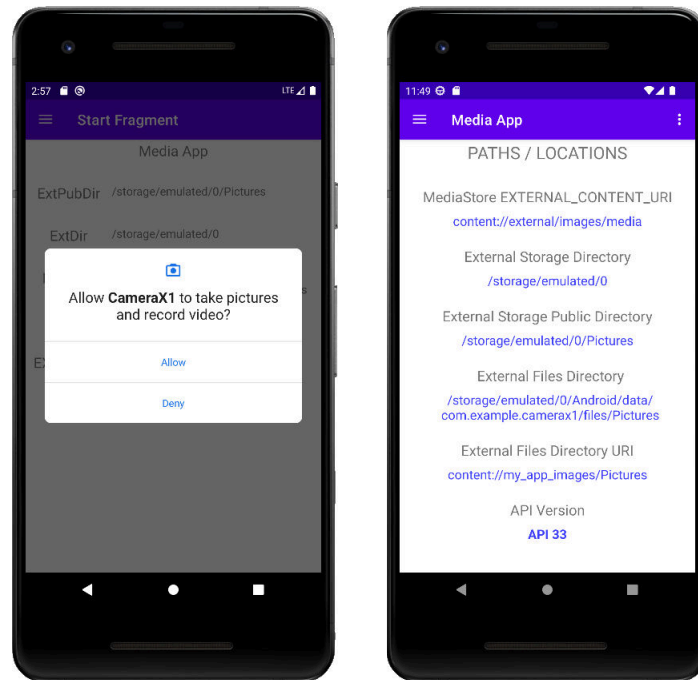 2:57
LTE
Start Fragment
Media App
ExtPubDir /storage/emulated/0/Pictures
ExtDir /storage/emulated/0
Allow CameraX1 to take pictures
and record video?
Allow
Deny
11:49
Media App
PATHS / LOCATIONS
MediaStore EXTERNAL_CONTENT_URI
content://external/images/media
External Storage Directory
/storage/emulated/0
External Storage Public Directory
/storage/emulated/0/Pictures
External Files Directory
/storage/emulated/0/Android/data/
com.example.camerax1/files/Pictures
External Files Directory URI
content://my_app_images/Pictures
API Version
API 33